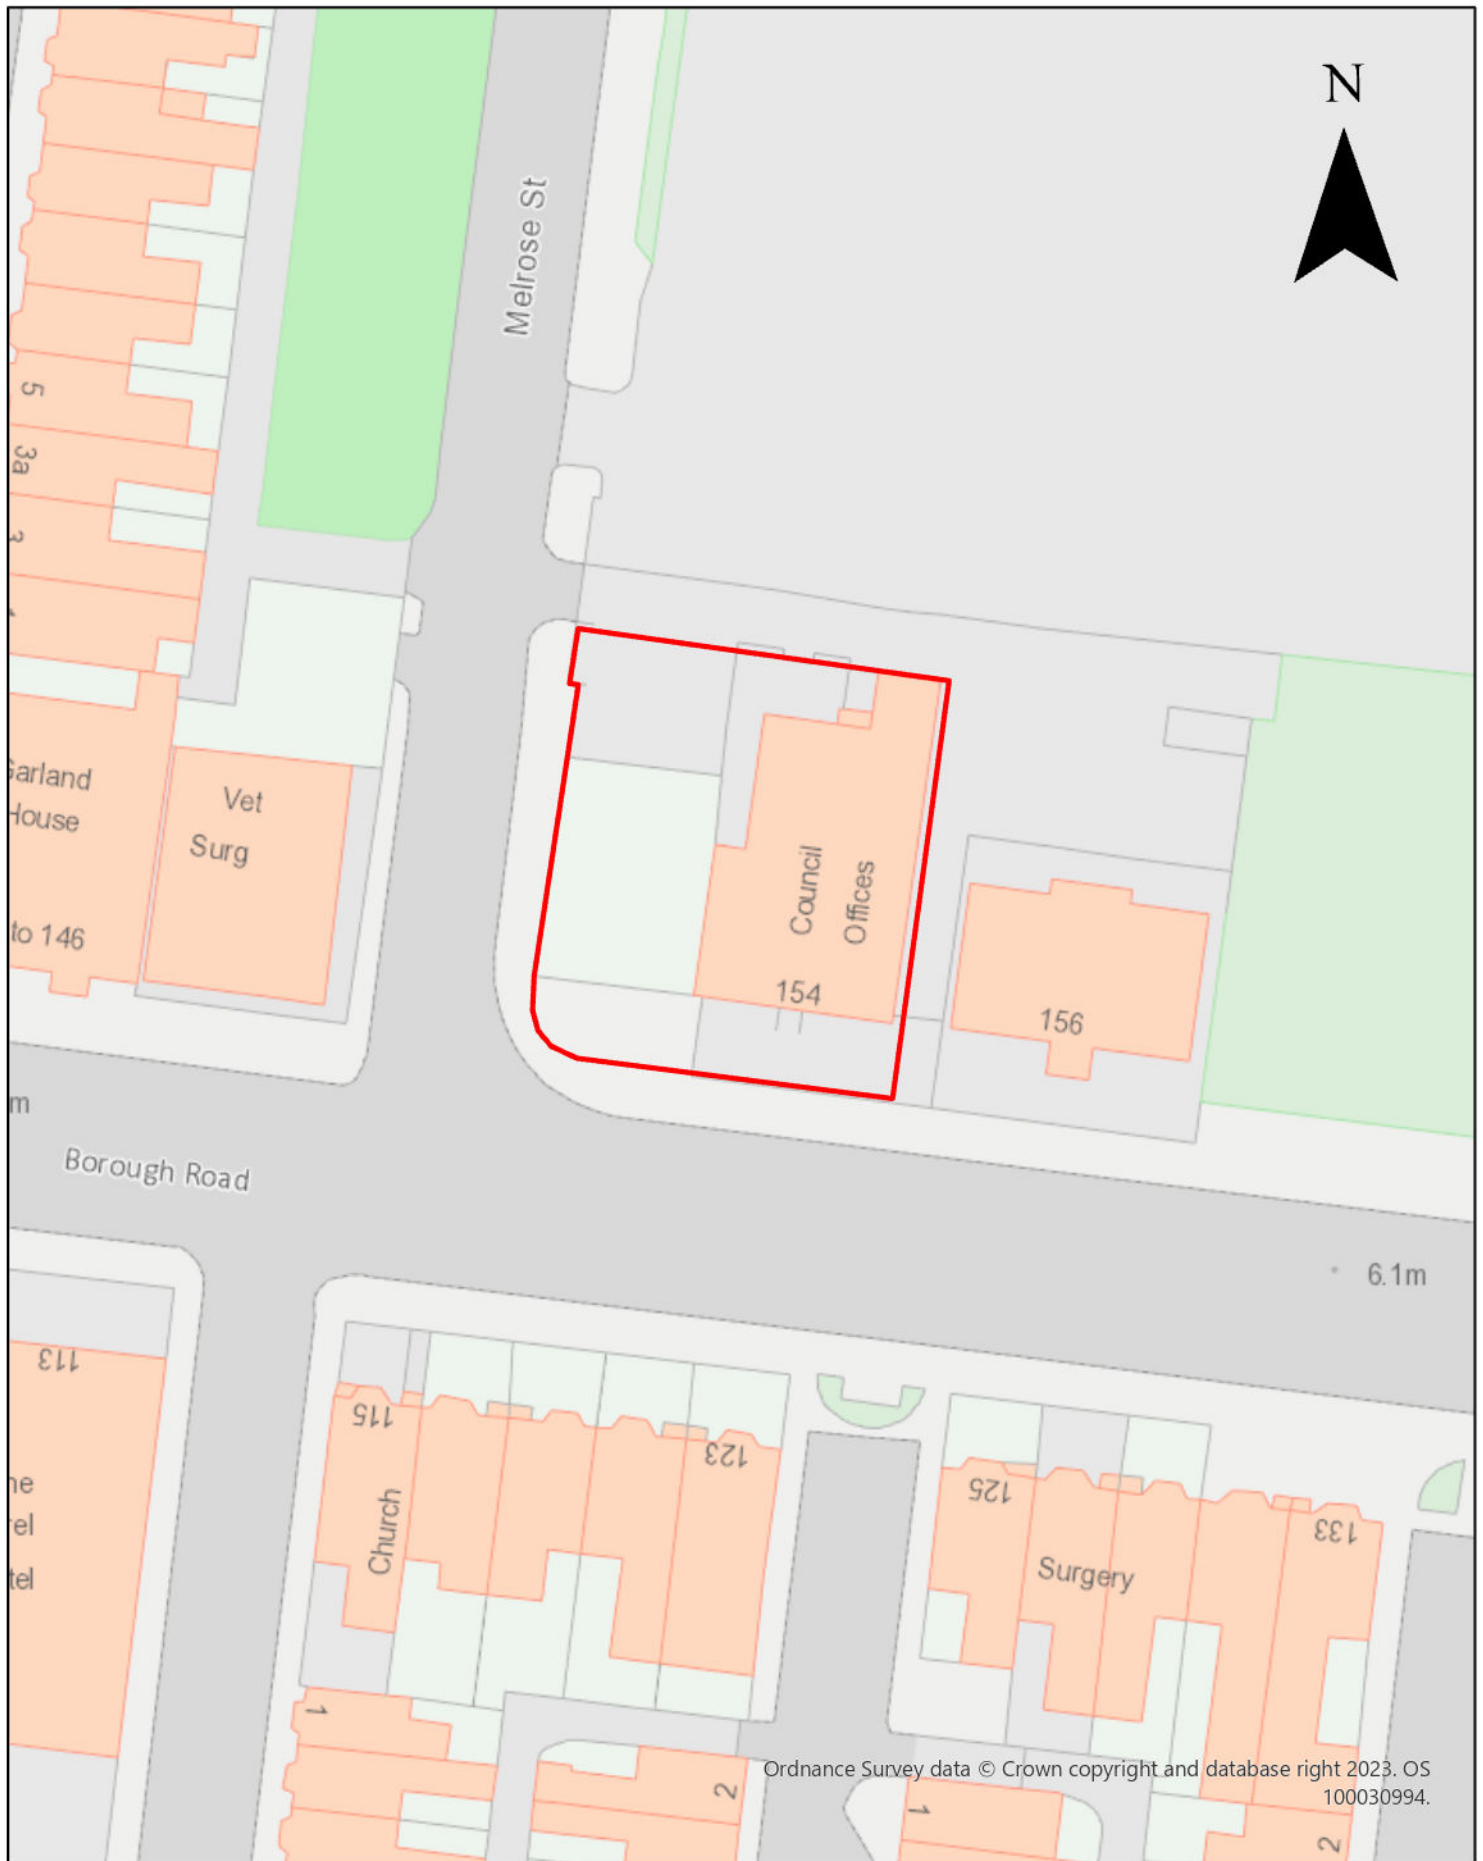 N
Melrose St
5
3a
3
Garland
House
Vet
Surg
to 146
Council
Offices
154
156
m
Borough Road
6.1m
113
115
123
Church
125
133
Surgery
1
2
1
2
Ordnance Survey data © Crown copyright and database right 2023. OS
100030994.